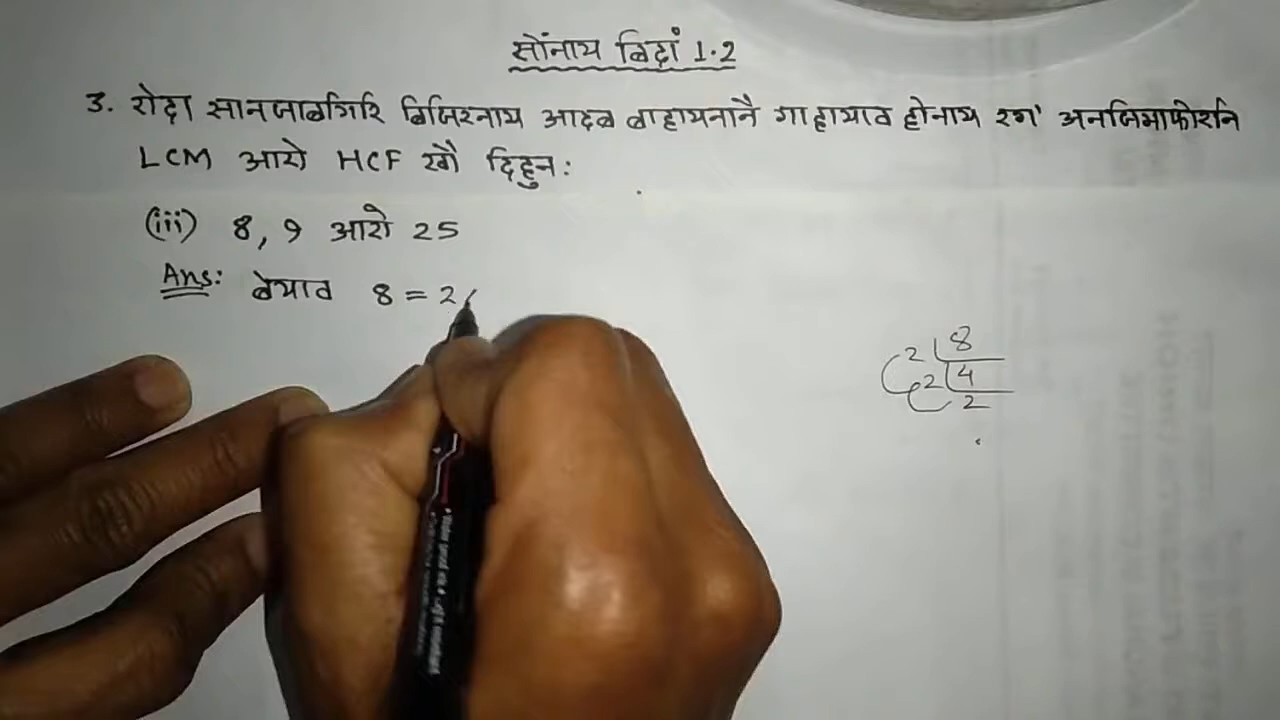 सोंनाय बिदां 1.2
3. रोदा सानजाबगिरि बिजिरनाय आदब बाहायनानै गाहायाव होनाय रग' अनजिमाफोरनि
LCM आरो HCF खौ दिहुन:
(iii) 8, 9 आरो 25
Ans: बेयाव 8 = 2
2 8
2 4
2